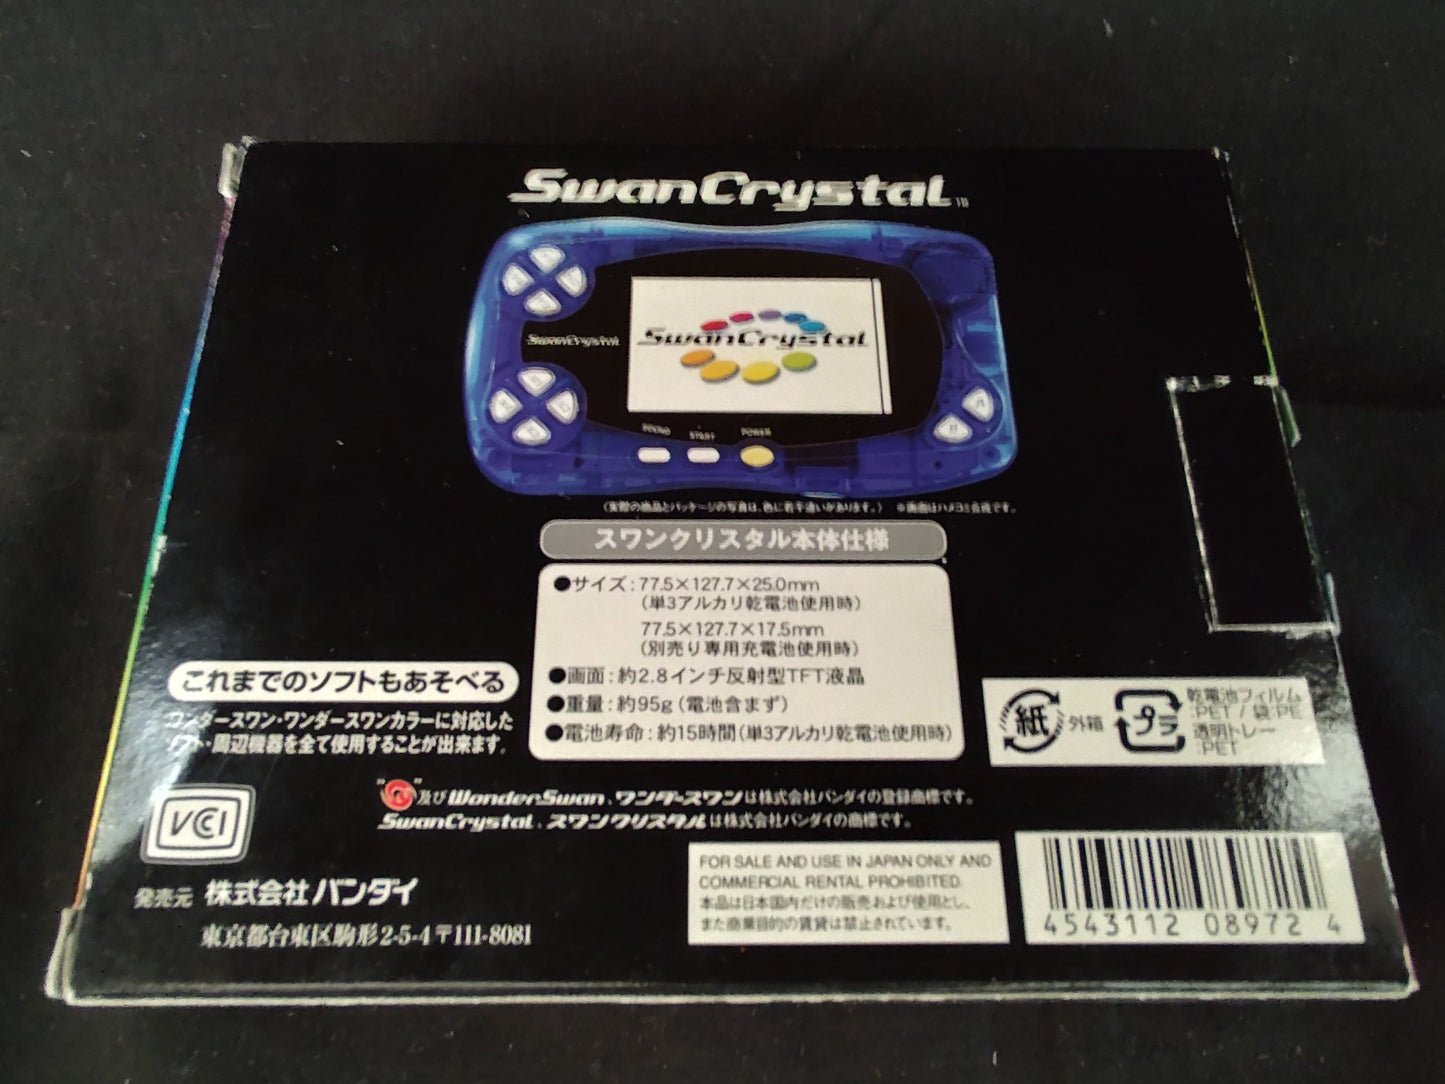 SwanCrystal TM
SwanCrystal
SwanCrystal
SOUND START POWER
(実際の商品とパッケージの写真は、色に若干違いがあります。) ※画面はハメコミ合成です。
スワンクリスタル本体仕様
●サイズ:77.5×127.7×25.0mm
(単3アルカリ乾電池使用時)
77.5×127.7×17.5mm
(別売り専用充電池使用時)
●画面:約2.8インチ反射型TFT液晶
●重量:約95g(電池含まず)
●電池寿命:約15時間(単3アルカリ乾電池使用時)
これまでのソフトもあそべる
ワンダースワン・ワンダースワンカラーに対応した
ソフト・周辺機器を全て使用することが出来ます。
紙 外箱
プラ
乾電池フィルム
:PET / 袋:PE
透明トレー
:PET
" "及びWonderSwan、ワンダースワンは株式会社バンダイの登録商標です。
SwanCrystal、スワンクリスタルは株式会社バンダイの商標です。
VCCI
発売元 株式会社バンダイ
東京都台東区駒形2-5-4〒111-8081
FOR SALE AND USE IN JAPAN ONLY AND
COMMERCIAL RENTAL PROHIBITED.
本品は日本国内だけの販売および使用とし、
また商業目的の賃貸は禁止されています。
4543112 08972 4